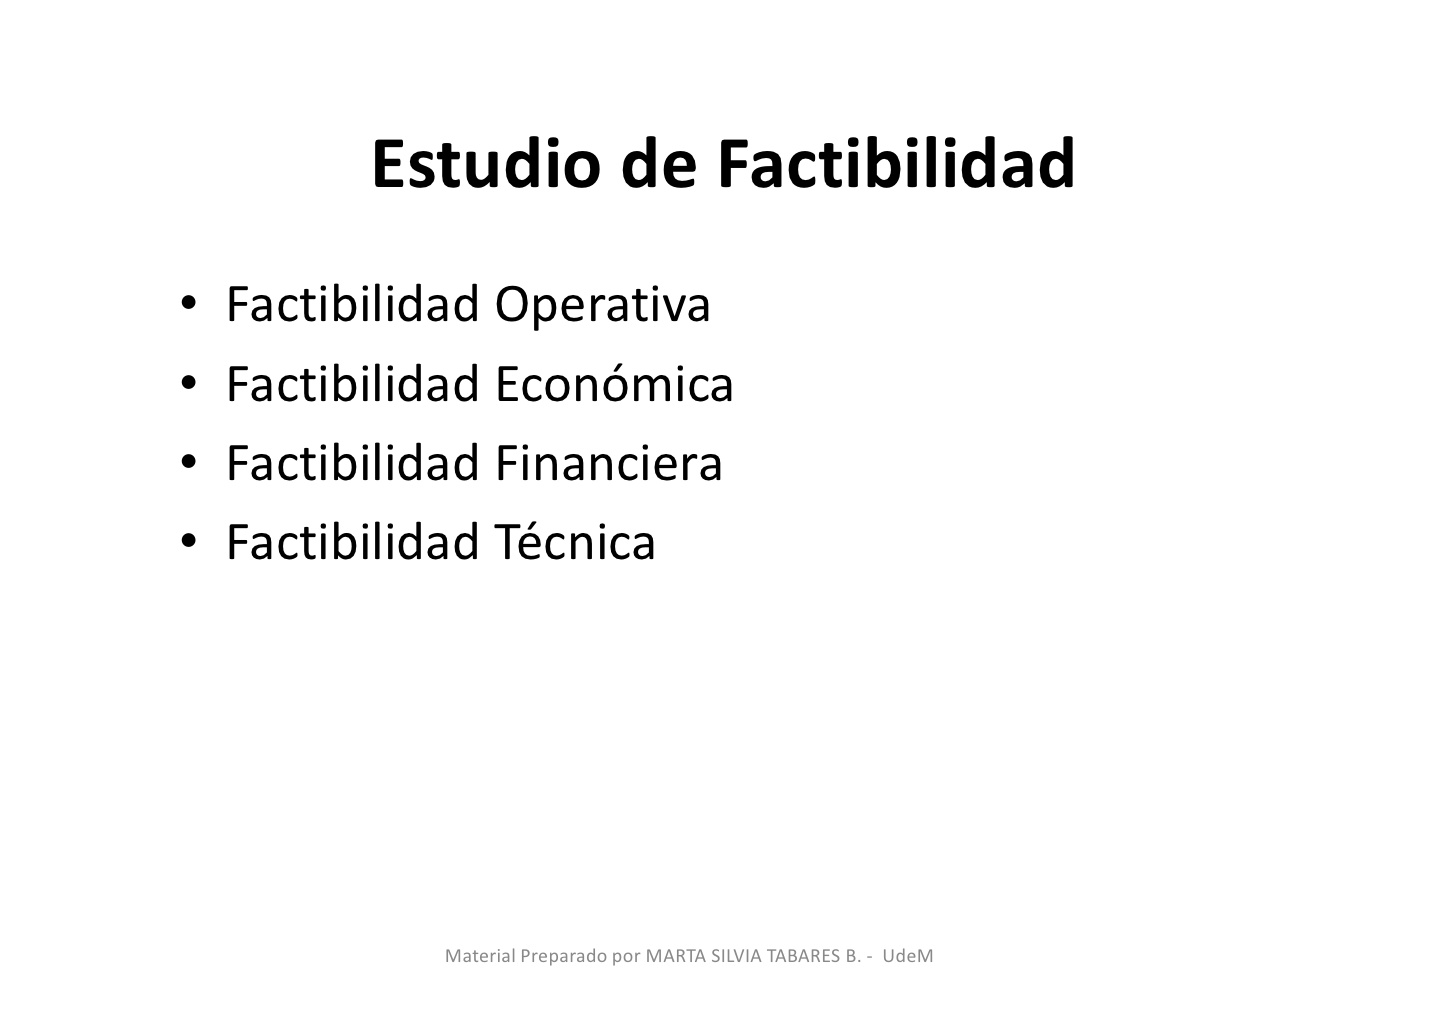 Estudio de Factibilidad
• Factibilidad Operativa
• Factibilidad Económica
• Factibilidad Financiera
• Factibilidad Técnica
Material Preparado por MARTA SILVIA TABARES B. - UdeM